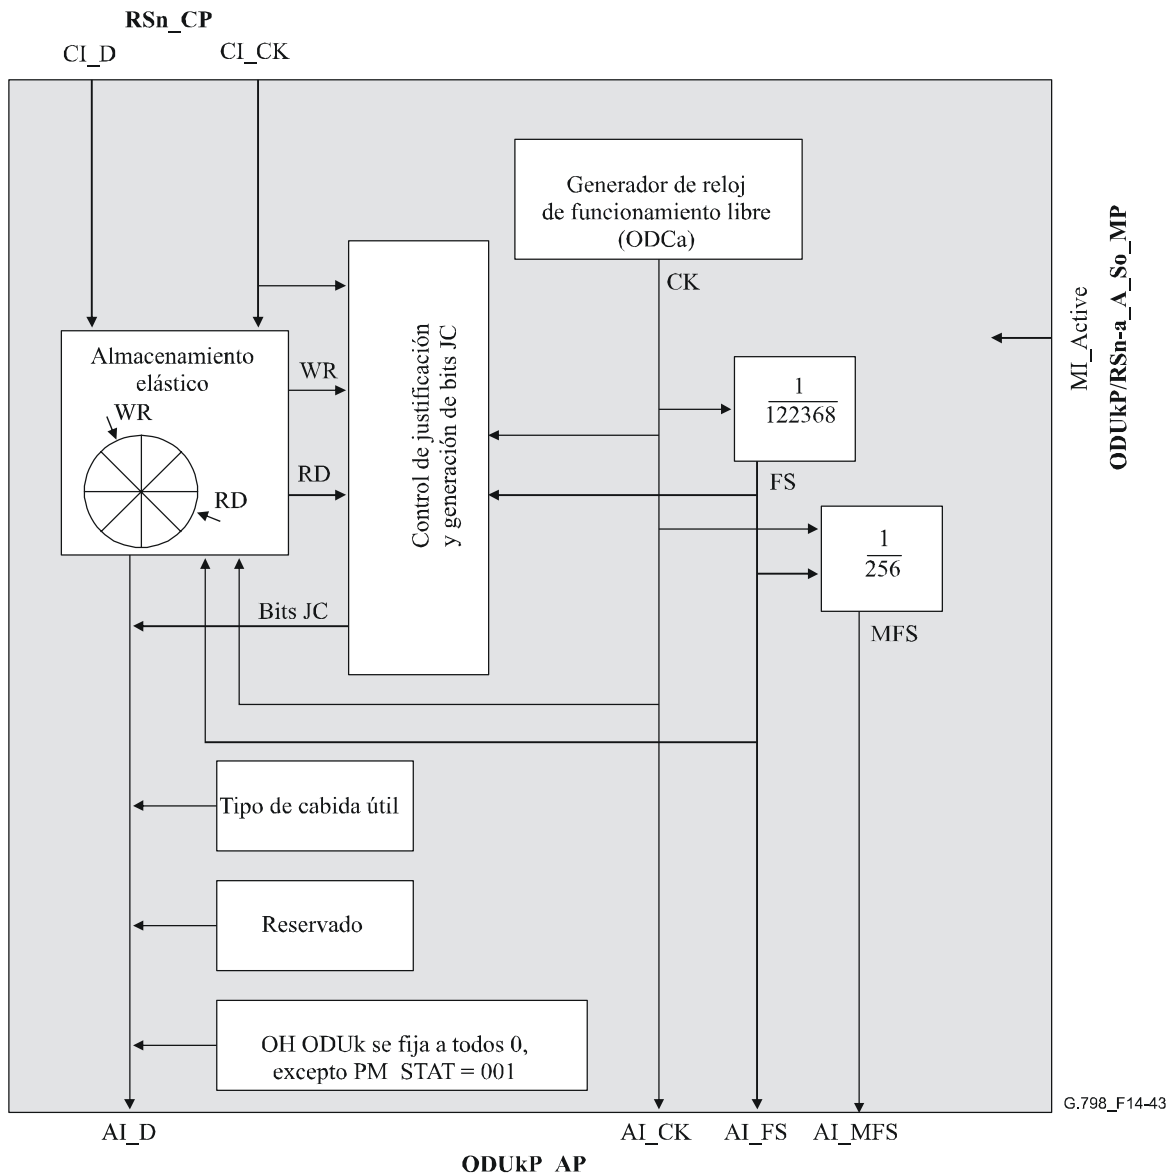 RSn_CP
CI_D
CI_CK
Generador de reloj
de funcionamiento libre
(ODCa)
CK
MI_Active
ODUkP/RSn-a_A_So_MP
Almacenamiento
elástico
WR
RD
WR
RD
Control de justificación
y generación de bits JC
1
122368
FS
1
256
MFS
Bits JC
Tipo de cabida útil
Reservado
OH ODUk se fija a todos 0,
excepto PM STAT = 001
G.798_F14-43
AI_D
AI_CK
AI_FS
AI_MFS
ODUkP AP